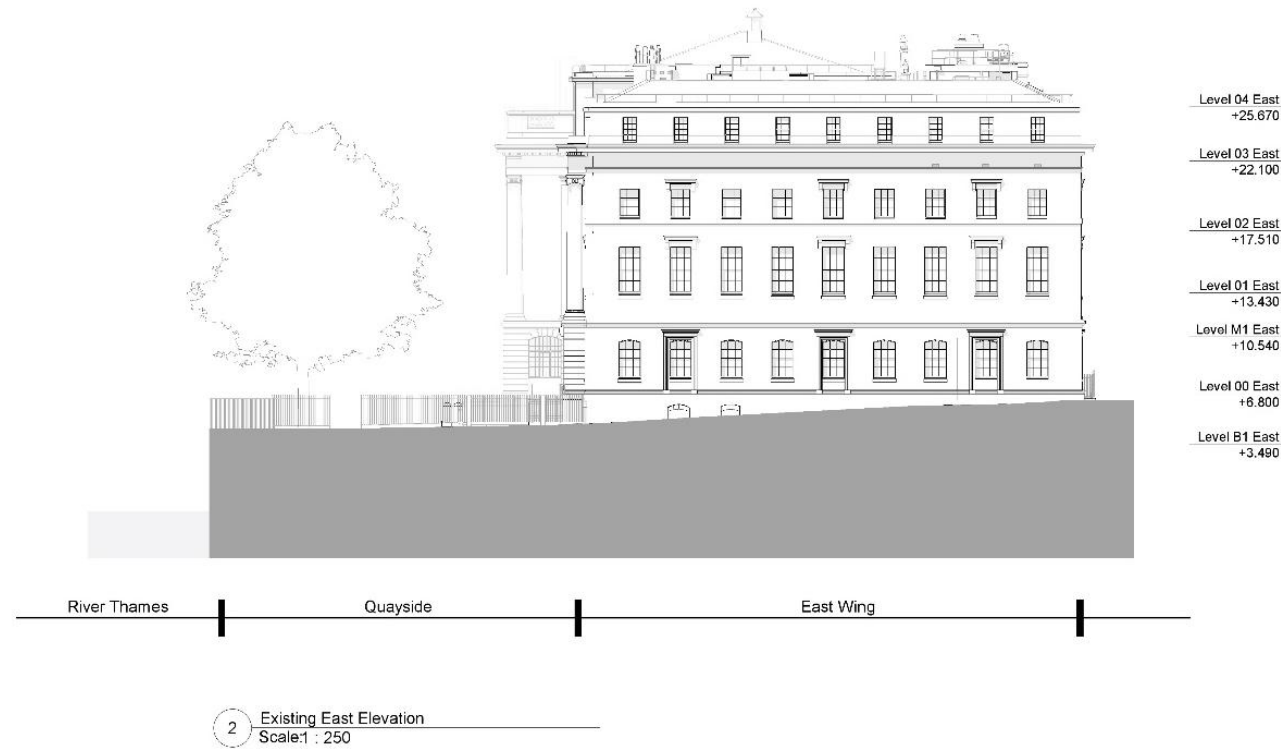 Level 04 East
+25.670
Level 03 East
+22.100
Level 02 East
+17.510
Level 01 East
+13.430
Level M1 East
+10.540
Level 00 East
+6.800
Level B1 East
+3.490
River Thames
Quayside
East Wing
2
Existing East Elevation
Scale:1 : 250